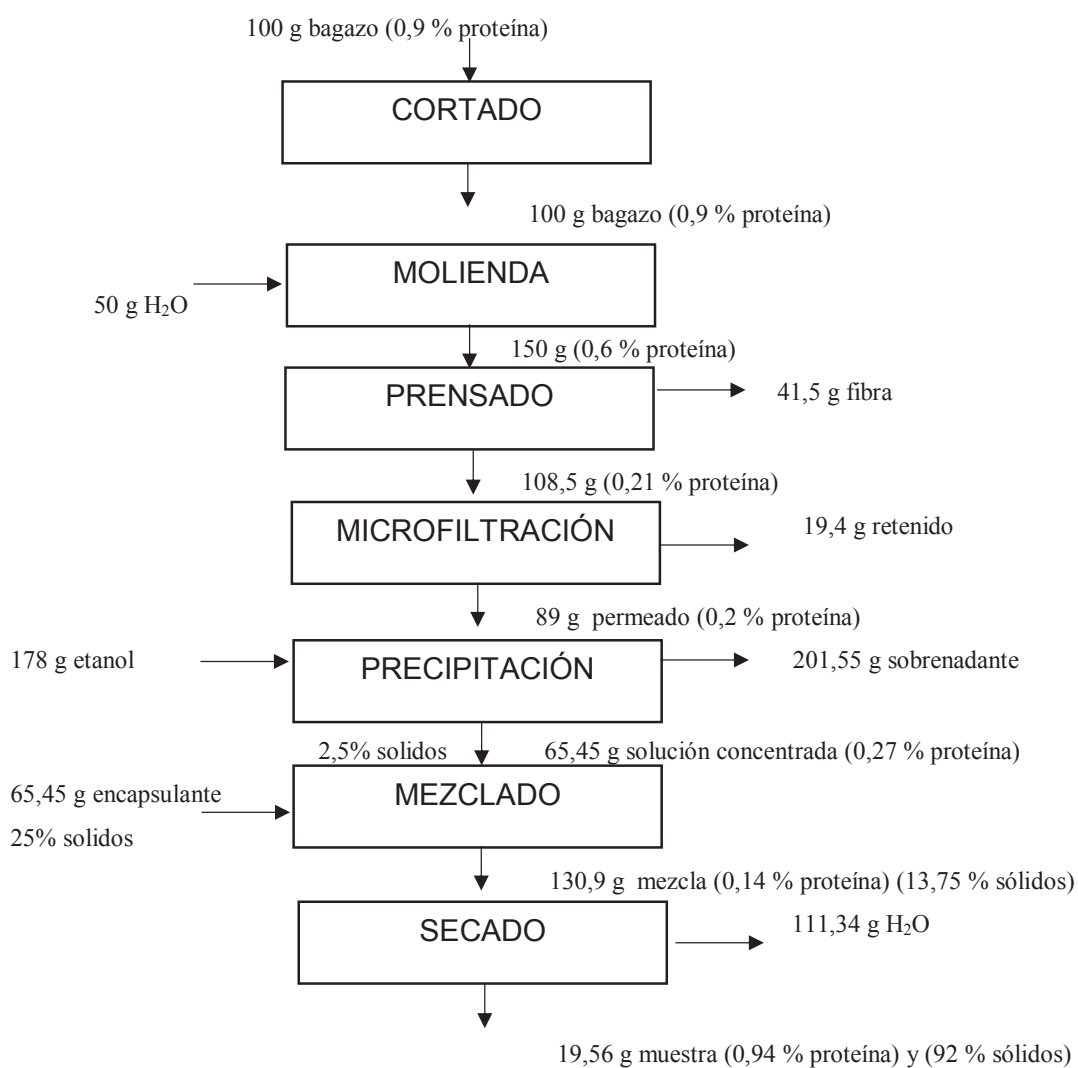 100 g bagazo (0,9 % proteína)
CORTADO
100 g bagazo (0,9 % proteína)
MOLIENDA
50 g H₂O
150 g (0,6 % proteína)
PRENSADO
41,5 g fibra
108,5 g (0,21 % proteína)
MICROFILTRACIÓN
19,4 g retenido
89 g permeado (0,2 % proteína)
178 g etanol
PRECIPITACIÓN
201,55 g sobrenadante
2,5% solidos
65,45 g solución concentrada (0,27 % proteína)
65,45 g encapsulante
25% solidos
MEZCLADO
130,9 g mezcla (0,14 % proteína) (13,75 % sólidos)
SECADO
111,34 g H₂O
19,56 g muestra (0,94 % proteína) y (92 % sólidos)